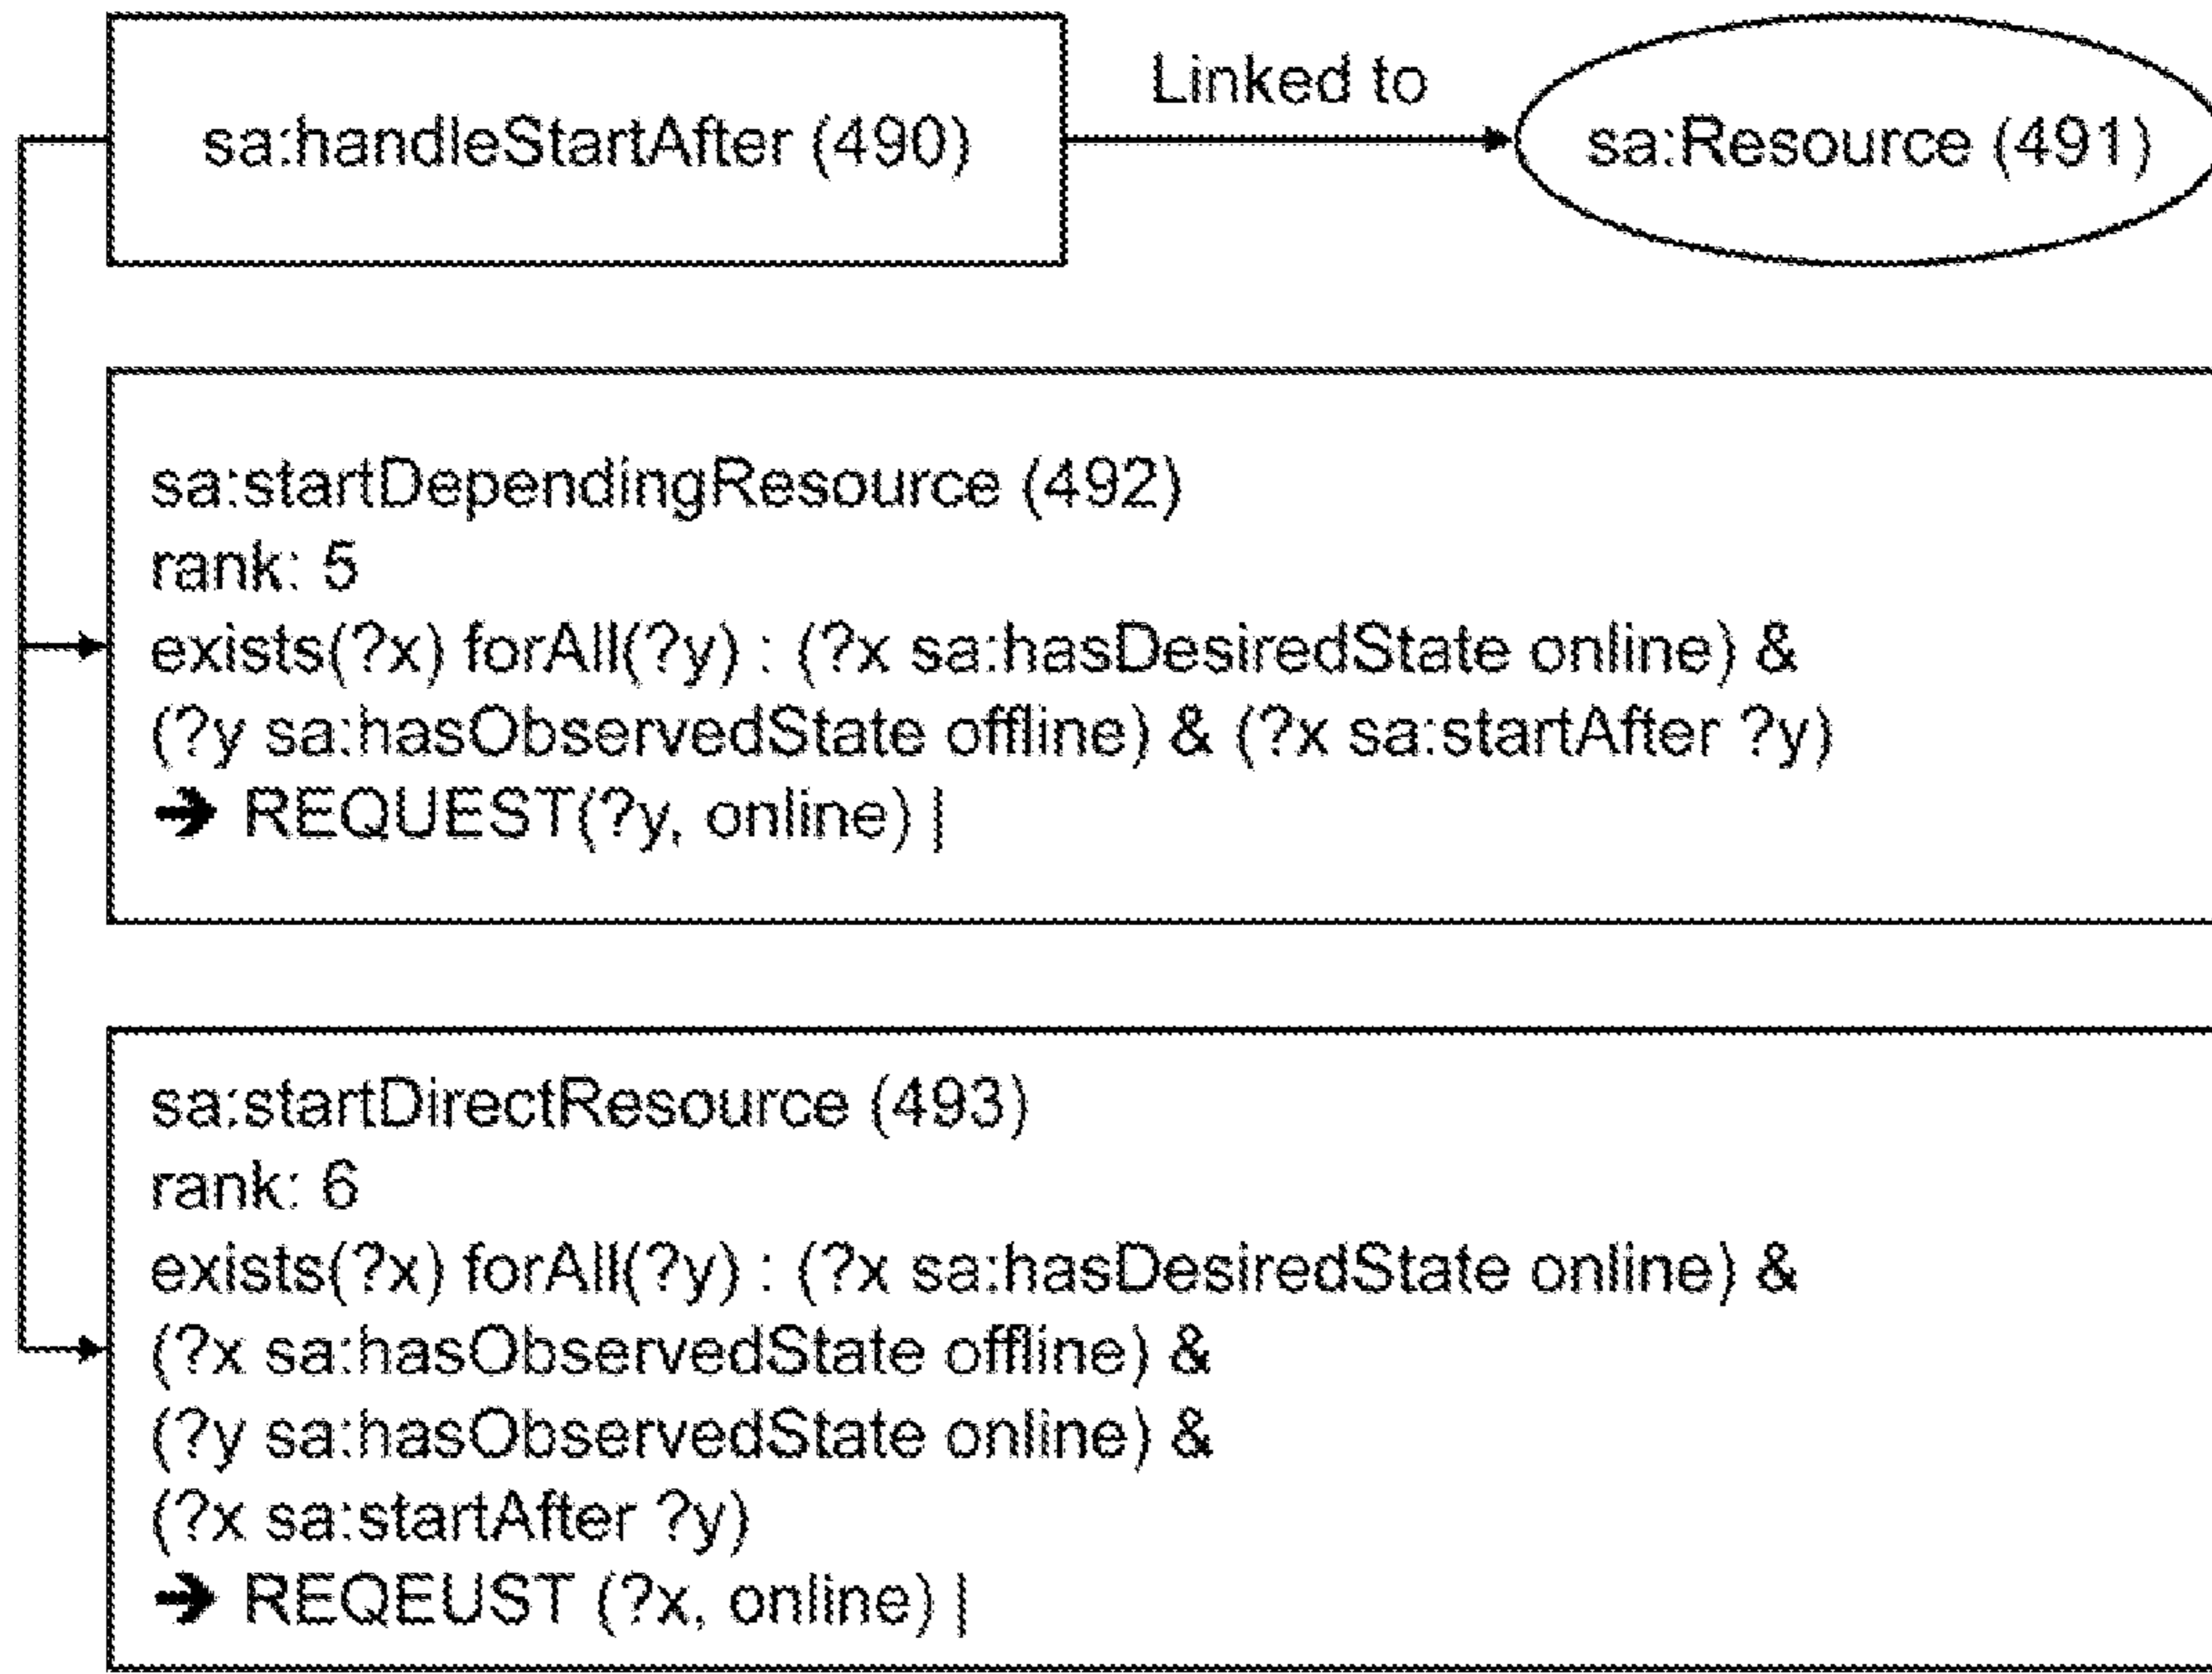 sa:handleStartAfter (490)
Linked to
sa:Resource (491)
sa:startDependingResource (492)
rank: 5
exists(?x) forAll(?y) : (?x sa:hasDesiredState online) &
(?y sa:hasObservedState offline) & (?x sa:startAfter ?y)
➔ REQUEST(?y, online) |
sa:startDirectResource (493)
rank: 6
exists(?x) forAll(?y) : (?x sa:hasDesiredState online) &
(?x sa:hasObservedState offline) &
(?y sa:hasObservedState online) &
(?x sa:startAfter ?y)
➔ REQEUST (?x, online) |